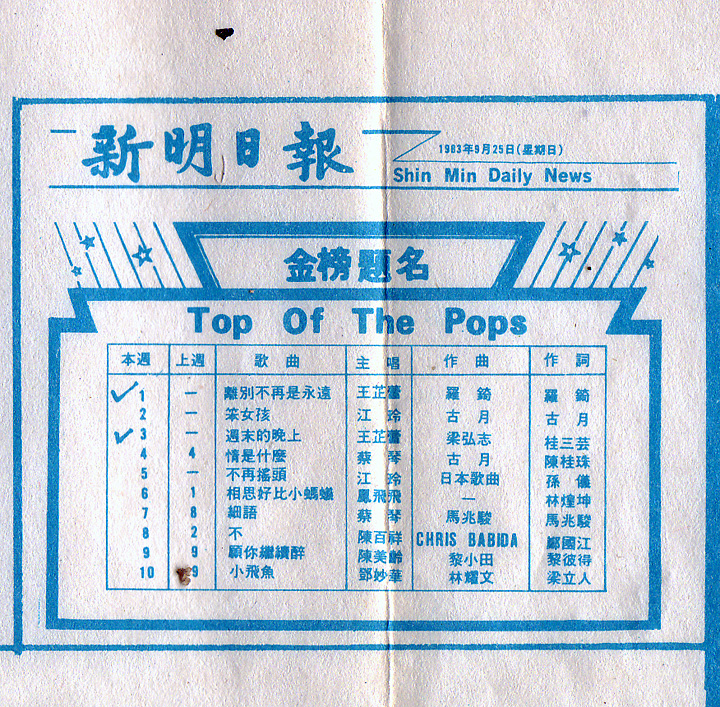 新明日報
1983年9月25日(星期日)
Shin Min Daily News
金榜題名
Top Of The Pops
本週 上週 歌曲 主唱 作曲 作詞
1 — 離別不再是永遠 王芷蕾 羅錡 羅錡
2 — 笨女孩 江玲 古月 古月
3 — 週末的晚上 王芷蕾 梁弘志 桂三芸
4 4 情是什麼 蔡琴 古月 陳桂珠
5 — 不再搖頭 江玲 日本歌曲 孫儀
6 1 相思好比小螞蟻 鳳飛飛 — 林煌坤
7 8 細語 蔡琴 馬兆駿 馬兆駿
8 2 不 陳百祥 CHRIS BABIDA 鄭國江
9 9 願你繼續醉 陳美齡 黎小田 黎彼得
10 9 小飛魚 鄧妙華 林燿文 梁立人